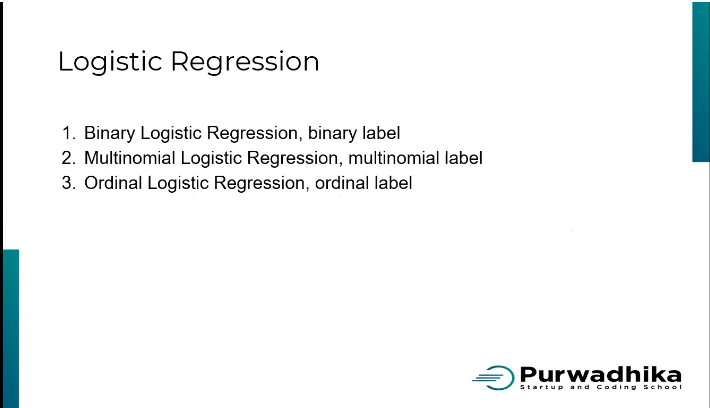 Logistic Regression
1. Binary Logistic Regression, binary label
2. Multinomial Logistic Regression, multinomial label
3. Ordinal Logistic Regression, ordinal label
Purwadhika
Startup and Coding School